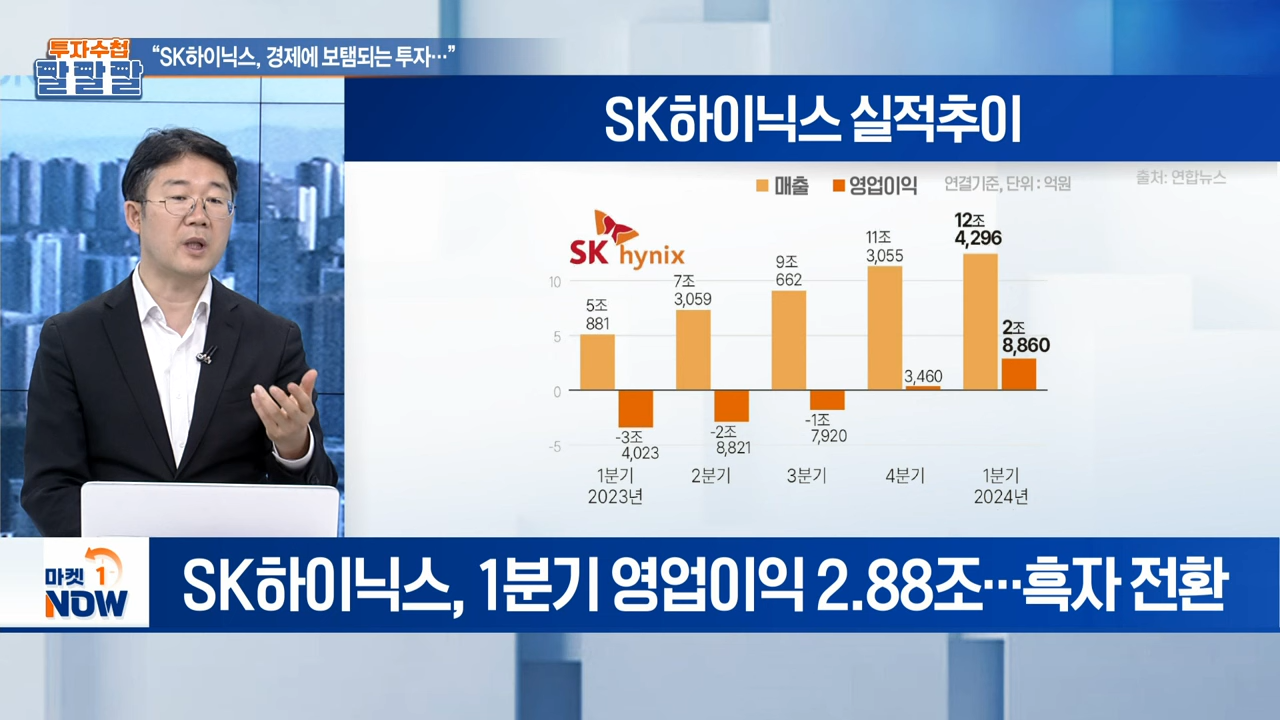 투자수첩
팔팔팔
“SK하이닉스, 경제에 보탬되는 투자…”
SK하이닉스 실적추이
매출
영업이익
연결기준, 단위 : 억원
출처: 연합뉴스
SK hynix
10
5
0
-5
5조
881
7조
3,059
9조
662
11조
3,055
12조
4,296
-3조
4,023
-2조
8,821
-1조
7,920
3,460
2조
8,860
1분기
2023년
2분기
3분기
4분기
1분기
2024년
마켓 1
NOW
SK하이닉스, 1분기 영업이익 2.88조…흑자 전환